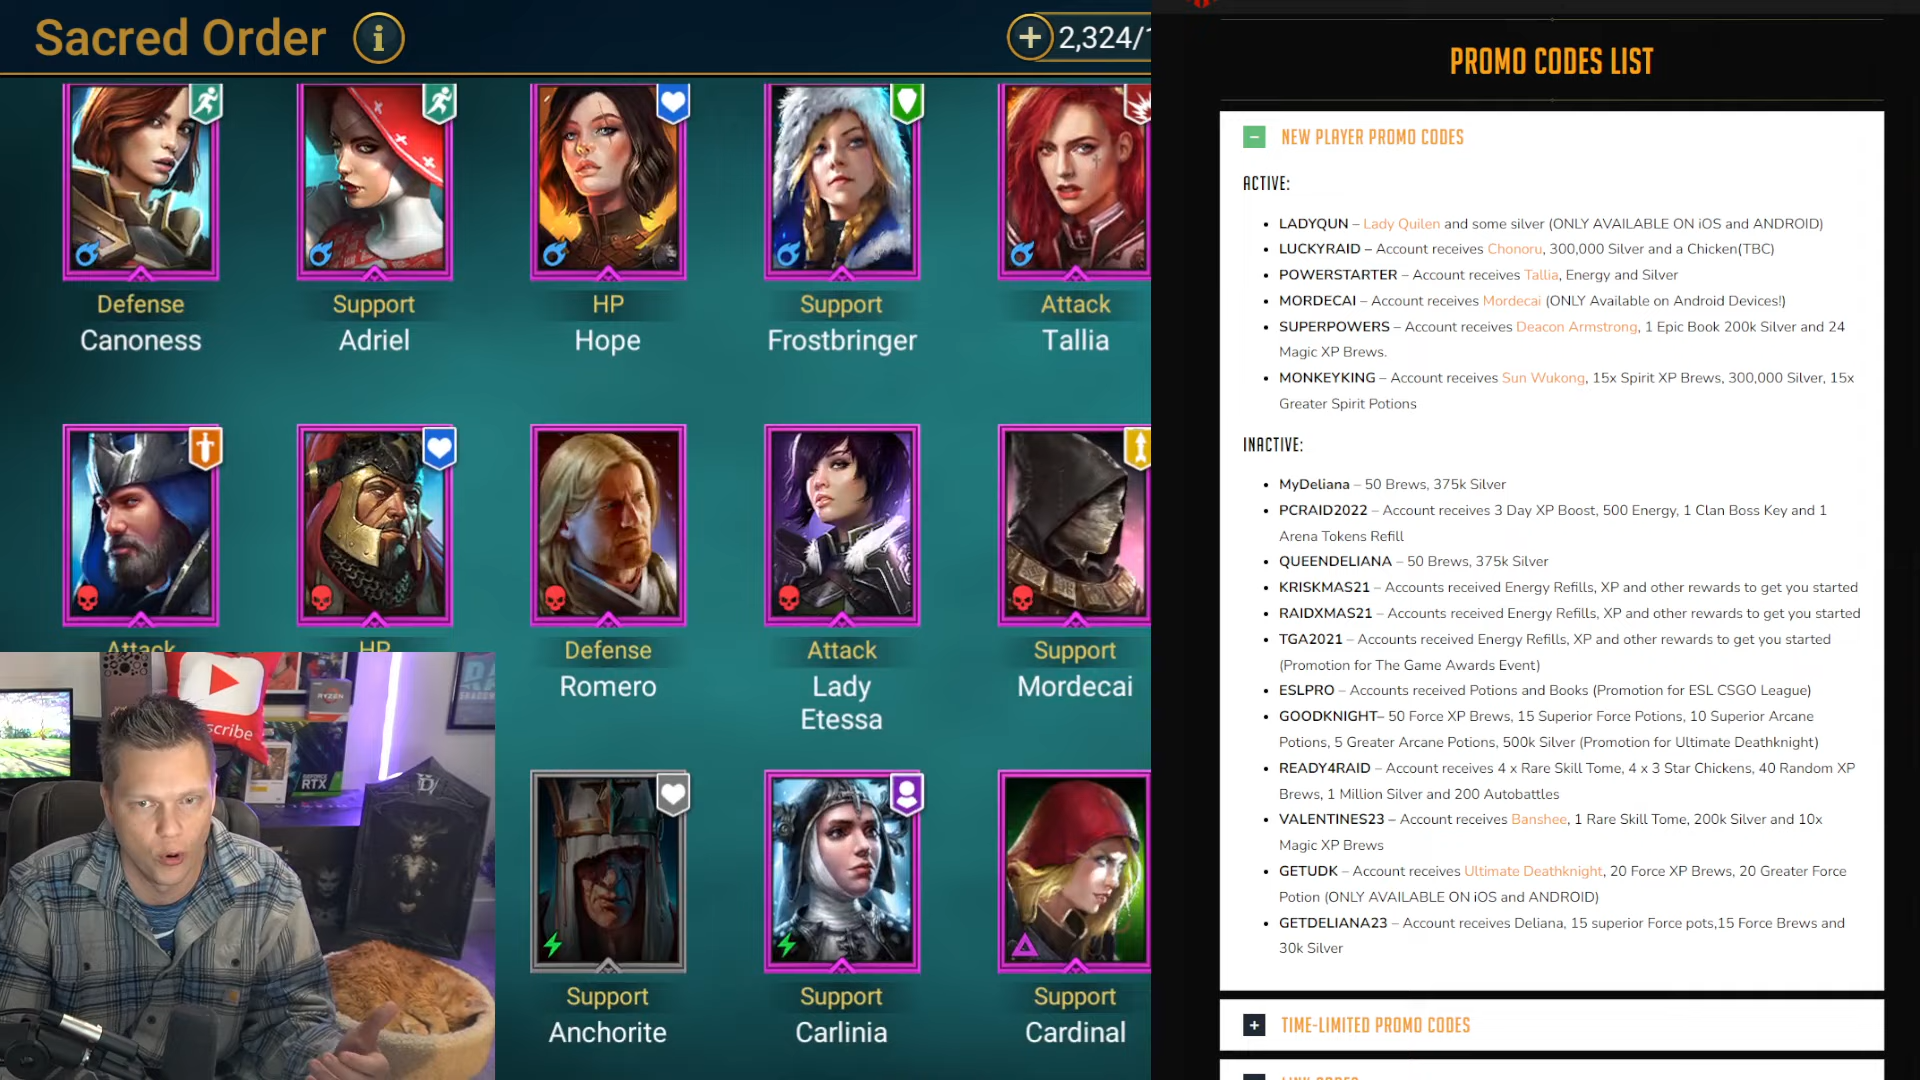 Sacred Order
i
+ 2,324/
Defense
Canoness
Support
Adriel
HP
Hope
Support
Frostbringer
Attack
Tallia
Attack
HP
Defense
Romero
Attack
Lady
Etessa
Support
Mordecai
Support
Anchorite
Support
Carlinia
Support
Cardinal
RYZEN
scribe
RTX
PROMO CODES LIST
− NEW PLAYER PROMO CODES
ACTIVE:
• LADYQUN – Lady Quilen and some silver (ONLY AVAILABLE ON iOS and ANDROID)
• LUCKYRAID – Account receives Chonoru, 300,000 Silver and a Chicken(TBC)
• POWERSTARTER – Account receives Tallia, Energy and Silver
• MORDECAI – Account receives Mordecai (ONLY Available on Android Devices!)
• SUPERPOWERS – Account receives Deacon Armstrong, 1 Epic Book 200k Silver and 24
Magic XP Brews.
• MONKEYKING – Account receives Sun Wukong, 15x Spirit XP Brews, 300,000 Silver, 15x
Greater Spirit Potions
INACTIVE:
• MyDeliana – 50 Brews, 375k Silver
• PCRAID2022 – Account receives 3 Day XP Boost, 500 Energy, 1 Clan Boss Key and 1
Arena Tokens Refill
• QUEENDELIANA – 50 Brews, 375k Silver
• KRISKMAS21 – Accounts received Energy Refills, XP and other rewards to get you started
• RAIDXMAS21 – Accounts received Energy Refills, XP and other rewards to get you started
• TGA2021 – Accounts received Energy Refills, XP and other rewards to get you started
(Promotion for The Game Awards Event)
• ESLPRO – Accounts received Potions and Books (Promotion for ESL CSGO League)
• GOODKNIGHT– 50 Force XP Brews, 15 Superior Force Potions, 10 Superior Arcane
Potions, 5 Greater Arcane Potions, 500k Silver (Promotion for Ultimate Deathknight)
• READY4RAID – Account receives 4 x Rare Skill Tome, 4 x 3 Star Chickens, 40 Random XP
Brews, 1 Million Silver and 200 Autobattles
• VALENTINES23 – Account receives Banshee, 1 Rare Skill Tome, 200k Silver and 10x
Magic XP Brews
• GETUDK – Account receives Ultimate Deathknight, 20 Force XP Brews, 20 Greater Force
Potion (ONLY AVAILABLE ON iOS and ANDROID)
• GETDELIANA23 – Account receives Deliana, 15 superior Force pots,15 Force Brews and
30k Silver
+ TIME-LIMITED PROMO CODES